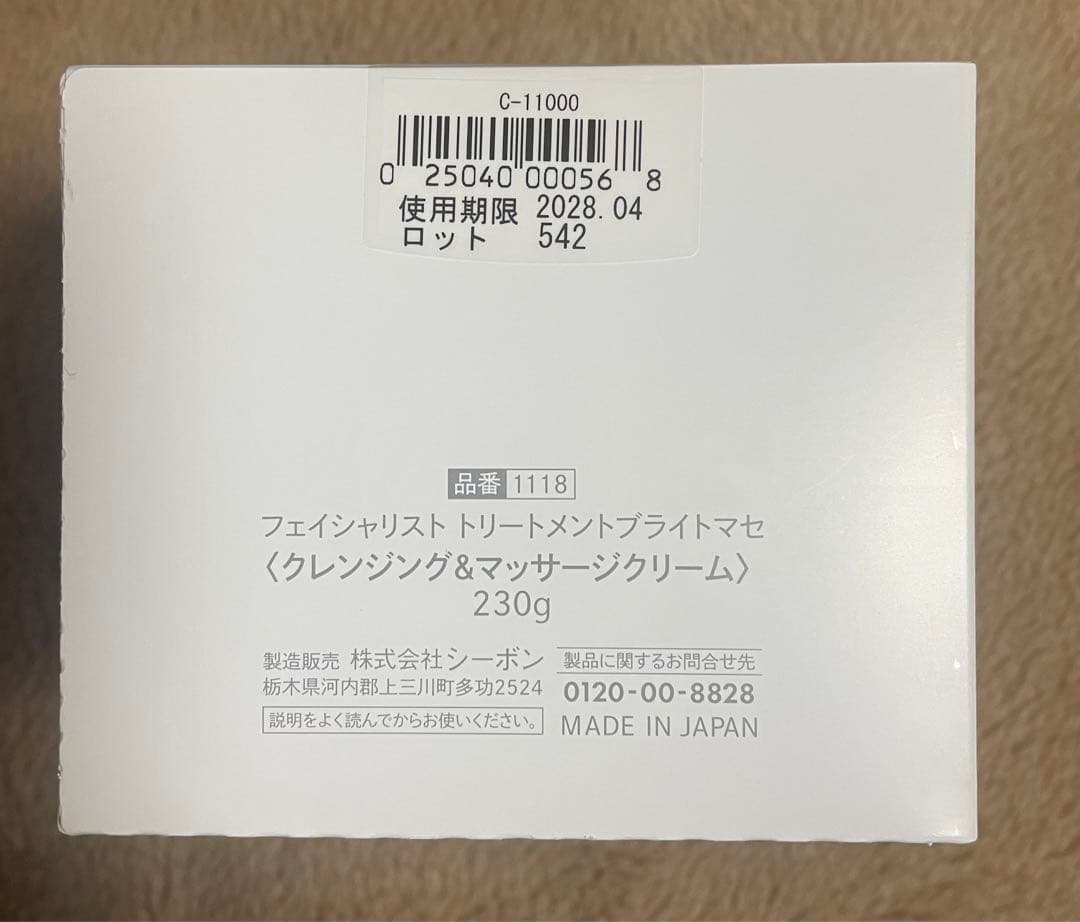 C-11000
0 25040 00056 8
使用期限 2028.04
ロット 542
品番 1118
フェイシャリスト トリートメントブライトマセ
〈クレンジング&マッサージクリーム〉
230g
製造販売 株式会社シーボン
栃木県河内郡上三川町多功2524
説明をよく読んでからお使いください。
製品に関するお問合せ先
0120-00-8828
MADE IN JAPAN